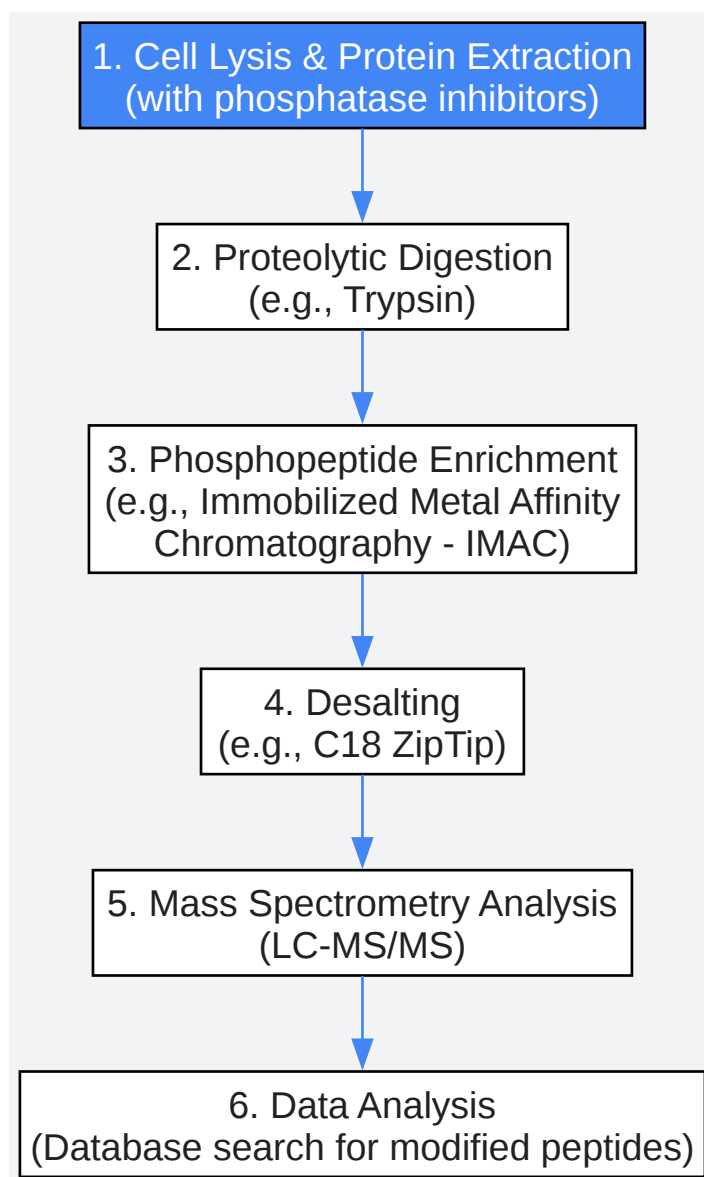 1. Cell Lysis & Protein Extraction
(with phosphatase inhibitors)
2. Proteolytic Digestion
(e.g., Trypsin)
3. Phosphopeptide Enrichment
(e.g., Immobilized Metal Affinity
Chromatography - IMAC)
4. Desalting
(e.g., C18 ZipTip)
5. Mass Spectrometry Analysis
(LC-MS/MS)
6. Data Analysis
(Database search for modified peptides)